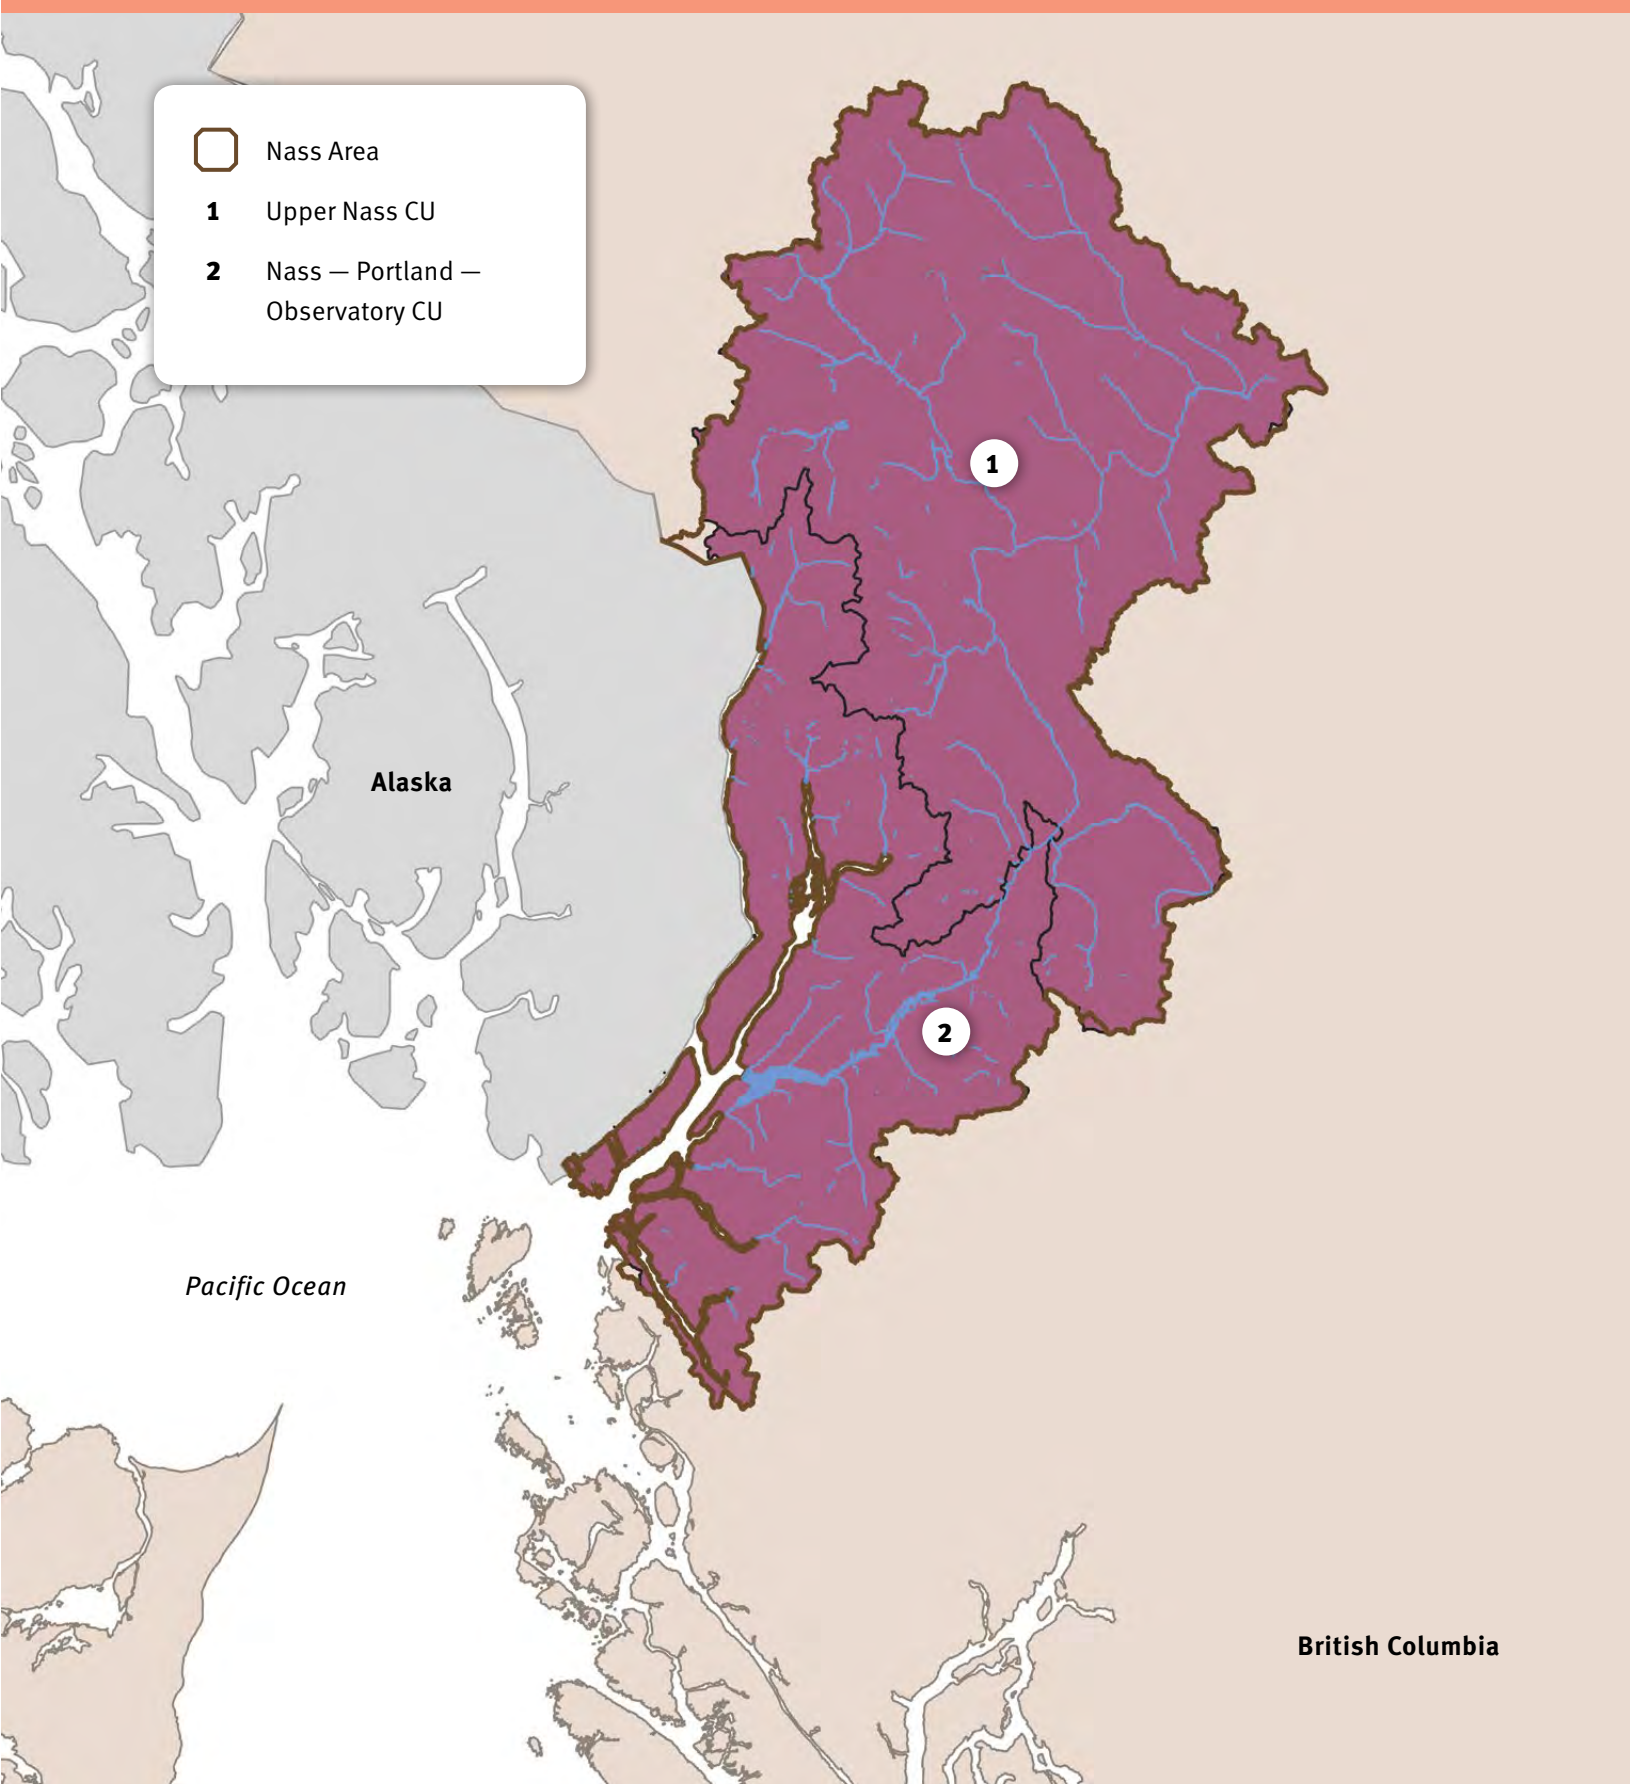 Nass Area
1 Upper Nass CU
2 Nass — Portland —
Observatory CU
1
Alaska
2
Pacific Ocean
British Columbia